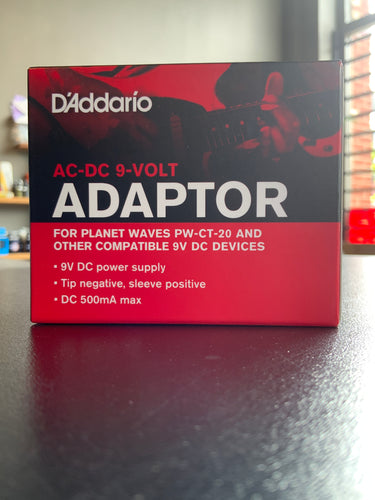 D'Addario
AC-DC 9-VOLT
ADAPTOR
FOR PLANET WAVES PW-CT-20 AND
OTHER COMPATIBLE 9V DC DEVICES
• 9V DC power supply
• Tip negative, sleeve positive
• DC 500mA max